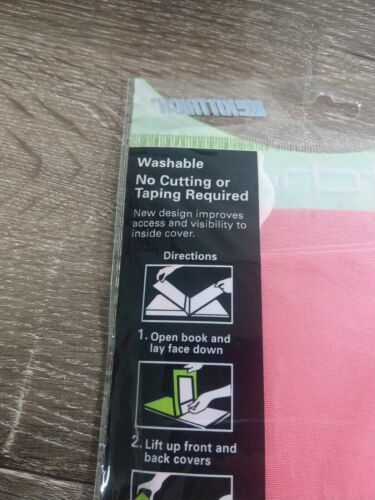 Washable
No Cutting or
Taping Required
New design improves
access and visibility to
inside cover.
Directions
1. Open book and
lay face down
2. Lift up front and
back covers